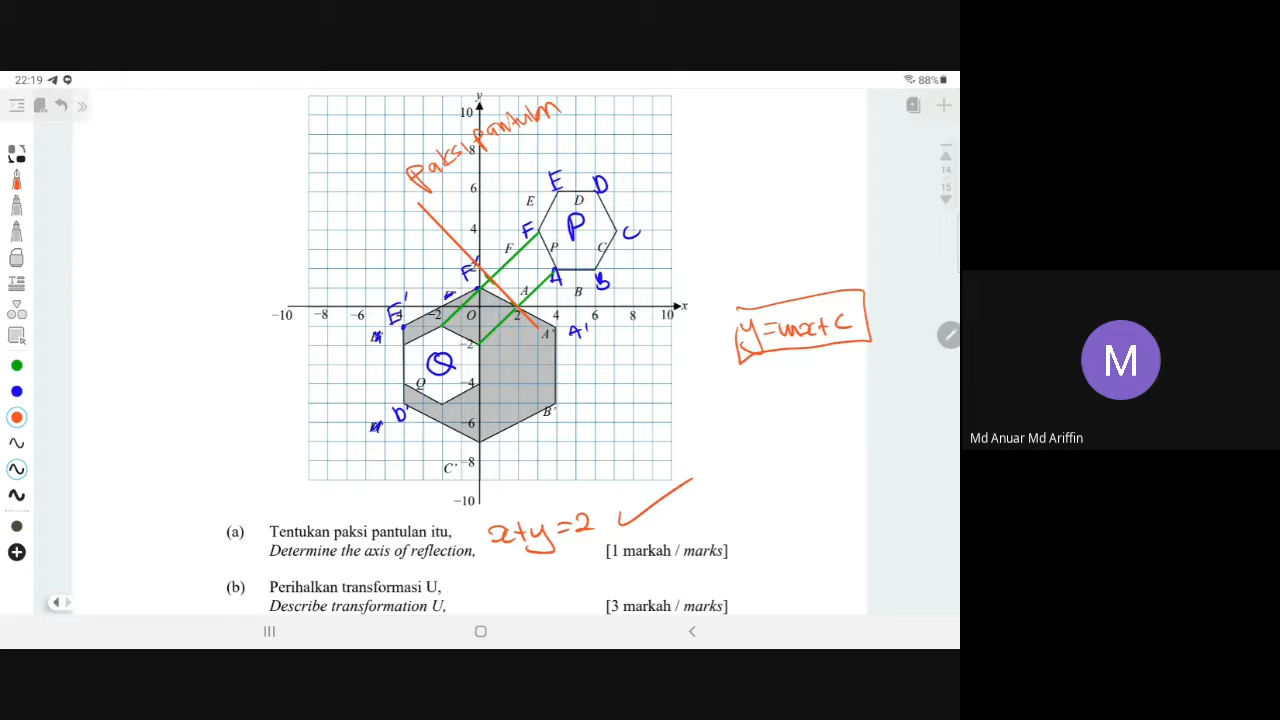 22:19
88%
y
10
Paksi pantulan
8
6
E D
E D
P
4
F C
F P C
2
F' A B
A B
E'
-10 -8 -6 -4 -2 O 2 4 6 8 10 x
A' A'
-2
y=mx+c
Q
Q -4
D'
B'
-6
C' -8
-10
14
15
(a) Tentukan paksi pantulan itu, x+y=2
Determine the axis of reflection, [1 markah / marks]
(b) Perihalkan transformasi U,
Describe transformation U, [3 markah / marks]
M
Md Anuar Md Ariffin